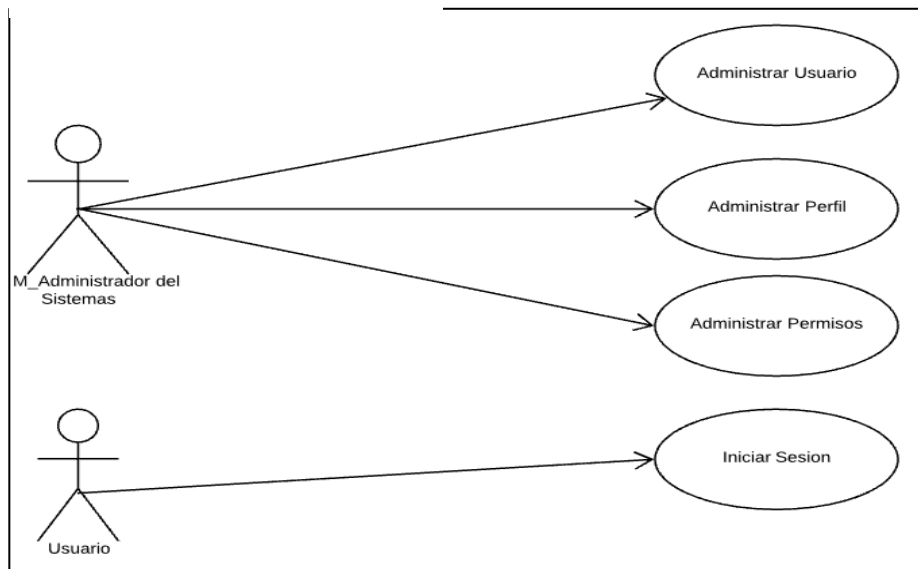 Administrar Usuario
Administrar Perfil
M_Administrador del
Sistemas
Administrar Permisos
Iniciar Sesion
Usuario